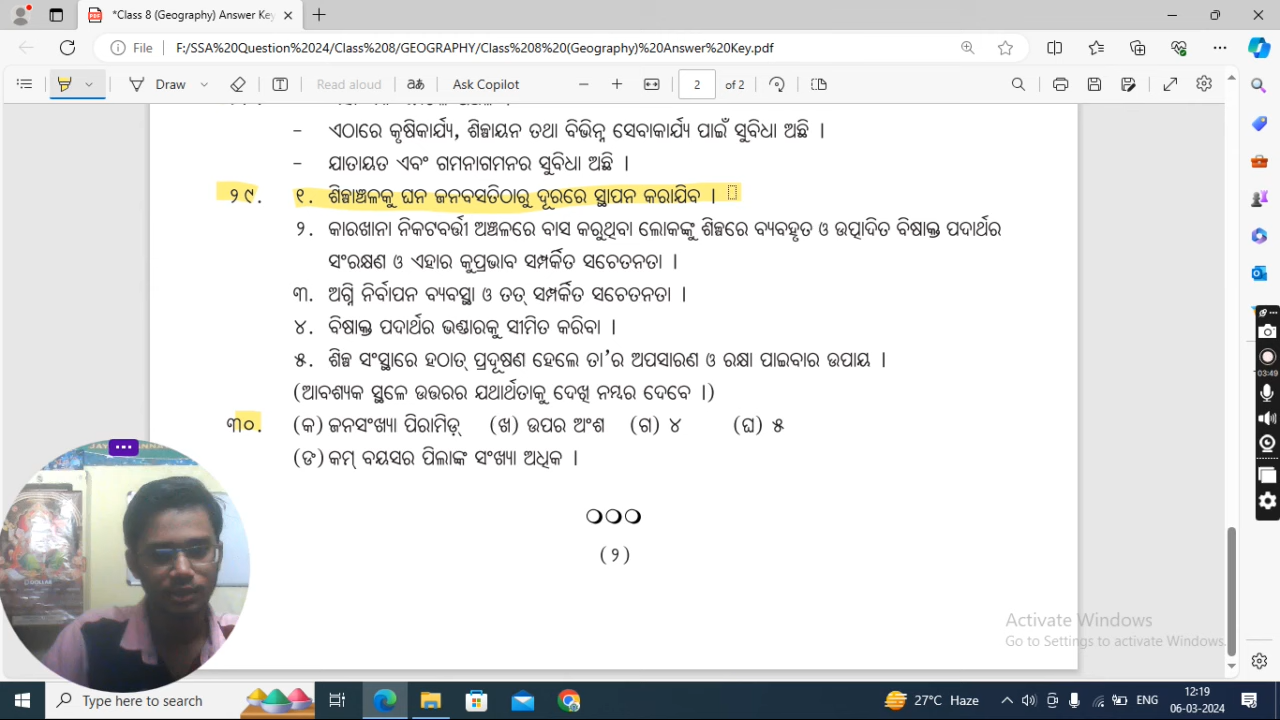 *Class 8 (Geography) Answer Key
File F:/SSA%20Question%202024/Class%208/GEOGRAPHY/Class%208%20(Geography)%20Answer%20Key.pdf
Draw Read aloud aあ Ask Copilot 2 of 2
- ଏଠାରେ କୃଷିକାର୍ଯ୍ୟ, ଶିଳ୍ପାୟନ ତଥା ବିଭିନ୍ନ ସେବାକାର୍ଯ୍ୟ ପାଇଁ ସୁବିଧା ଅଛି ।
- ଯାତାୟତ ଏବଂ ଗମନାଗମନର ସୁବିଧା ଅଛି ।
୨୯. ୧. ଶିଳ୍ପାଞ୍ଚଳକୁ ଘନ ଜନବସତିଠାରୁ ଦୂରରେ ସ୍ଥାପନ କରାଯିବ ।
୨. କାରଖାନା ନିକଟବର୍ତ୍ତୀ ଅଞ୍ଚଳରେ ବାସ କରୁଥିବା ଲୋକଙ୍କୁ ଶିଳ୍ପରେ ବ୍ୟବହୃତ ଓ ଉତ୍ପାଦିତ ବିଷାକ୍ତ ପଦାର୍ଥର
ସଂରକ୍ଷଣ ଓ ଏହାର କୁପ୍ରଭାବ ସମ୍ପର୍କିତ ସଚେତନତା ।
୩. ଅଗ୍ନି ନିର୍ବାପନ ବ୍ୟବସ୍ଥା ଓ ତତ୍ ସମ୍ପର୍କିତ ସଚେତନତା ।
୪. ବିଷାକ୍ତ ପଦାର୍ଥର ଭଣ୍ଡାରକୁ ସୀମିତ କରିବା ।
୫. ଶିଳ୍ପ ସଂସ୍ଥାରେ ହଠାତ୍ ପ୍ରଦୂଷଣ ହେଲେ ତା'ର ଅପସାରଣ ଓ ରକ୍ଷା ପାଇବାର ଉପାୟ ।
(ଆବଶ୍ୟକ ସ୍ଥଳେ ଉତ୍ତରର ଯଥାର୍ଥତାକୁ ଦେଖି ନମ୍ବର ଦେବେ ।)
୩୦. (କ) ଜନସଂଖ୍ୟା ପିରାମିଡ଼୍ (ଖ) ଉପର ଅଂଶ (ଗ) ୪ (ଘ) ୫
(ଙ) କମ୍ ବୟସର ପିଲାଙ୍କ ସଂଖ୍ୟା ଅଧିକ ।
(୨)
03:49
Activate Windows
Go to Settings to activate Windows.
Type here to search
27°C Haze ENG 12:19
06-03-2024